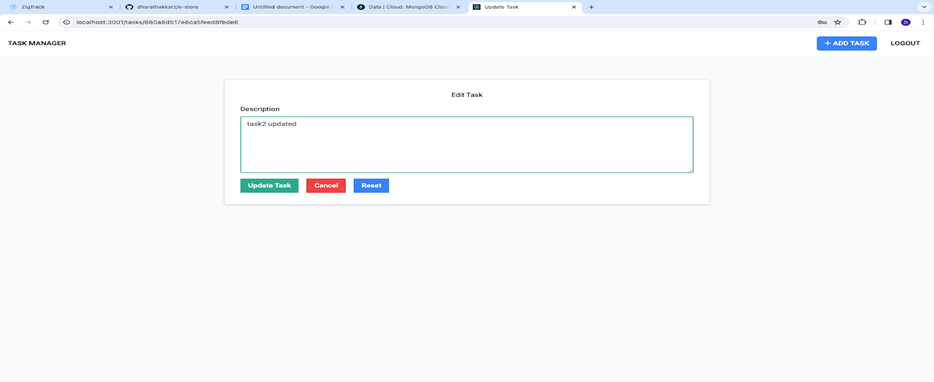 ZigTrack
dharathakkarz/e-store
Untitled document - Google
Data | Cloud: MongoDB Clou
Update Task
localhost:3001/tasks/660a8d517e6ca5feed8fbde6
D
TASK MANAGER
+ ADD TASK
LOGOUT
Edit Task
Description
task2 updated
Update Task
Cancel
Reset